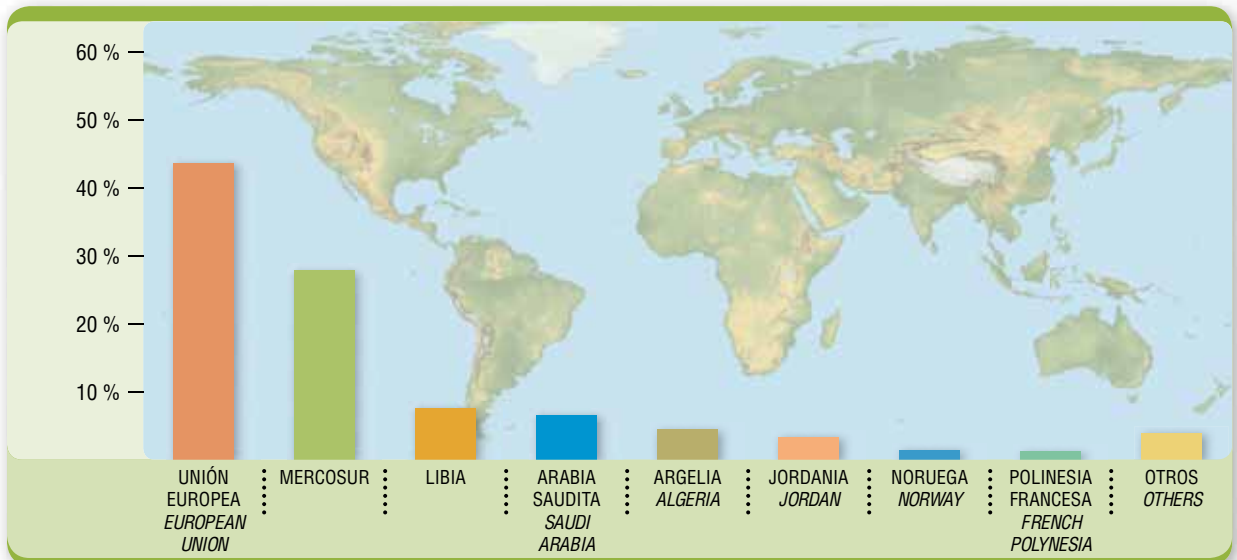 60 %
50 %
40 %
30 %
20 %
10 %
UNIÓN
EUROPEA
EUROPEAN
UNION
MERCOSUR
LIBIA
ARABIA
SAUDITA
SAUDI
ARABIA
ARGELIA
ALGERIA
JORDANIA
JORDAN
NORUEGA
NORWAY
POLINESIA
FRANCESA
FRENCH
POLYNESIA
OTROS
OTHERS